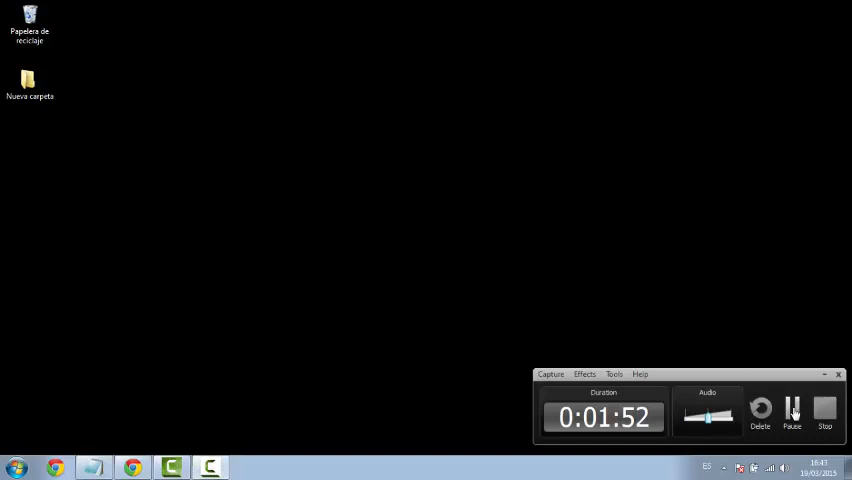 Papelera de
reciclaje
Nueva carpeta
Capture Effects Tools Help
Duration
Audio
0:01:52
Delete Pause Stop
ES
16:43
19/03/2015